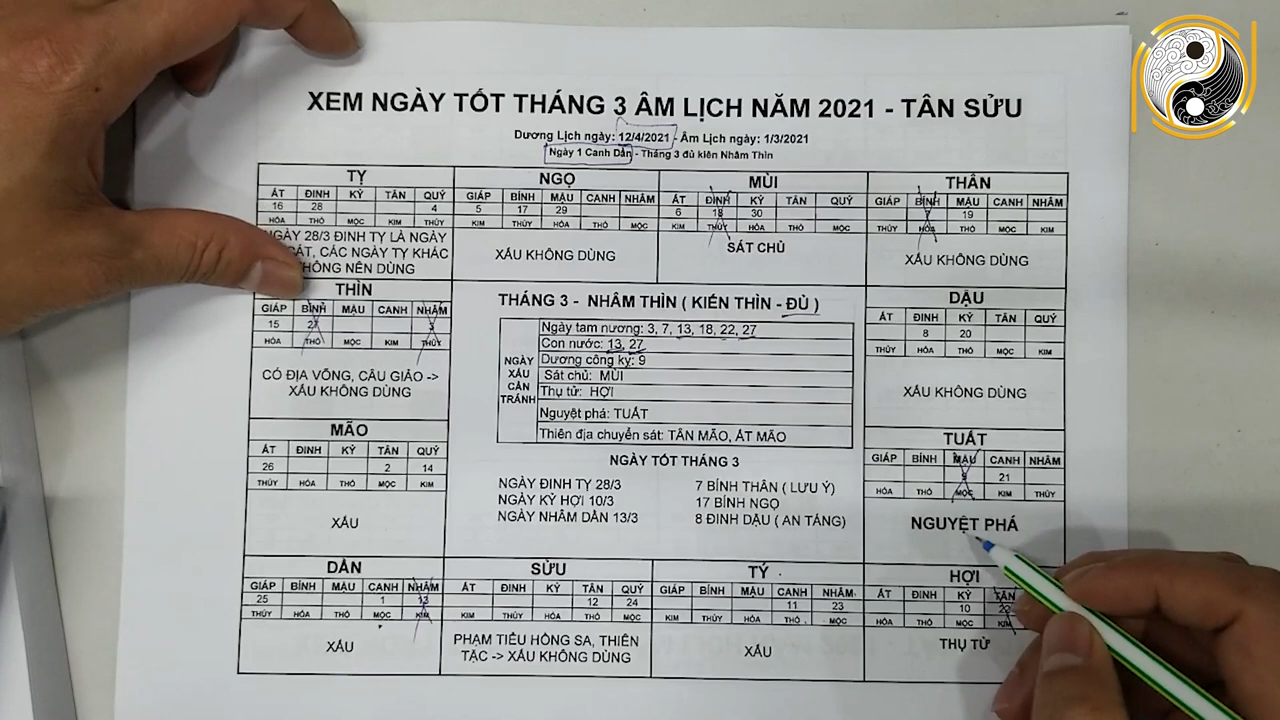 XEM NGÀY TỐT THÁNG 3 ÂM LỊCH NĂM 2021 - TÂN SỬU
Dương Lịch ngày: 12/4/2021 - Âm Lịch ngày: 1/3/2021
Ngày 1 Canh Dần - Tháng 3 đủ kiên Nhâm Thìn
TỴ
ẤT ĐINH KỶ TÂN QUÝ
16 28 4
HỎA THỔ MỘC KIM THỦY
NGÀY 28/3 ĐINH TỴ LÀ NGÀY
CÁT, CÁC NGÀY TỴ KHÁC
KHÔNG NÊN DÙNG
NGỌ
GIÁP BÍNH MẬU CANH NHÂM
5 17 29
KIM THỦY HỎA THỔ MỘC
XẤU KHÔNG DÙNG
MÙI
ẤT ĐINH KỶ TÂN QUÝ
6 18 30
KIM THỦY HỎA THỔ MỘC
SÁT CHỦ
THÂN
GIÁP BÍNH MẬU CANH NHÂM
7 19
THỦY HỎA THỔ MỘC KIM
XẤU KHÔNG DÙNG
THÌN
GIÁP BÍNH MẬU CANH NHÂM
15 27 3
HỎA THỔ MỘC KIM THỦY
CÓ ĐỊA VÕNG, CÂU GIẢO ->
XẤU KHÔNG DÙNG
THÁNG 3 - NHÂM THÌN ( KIẾN THÌN - ĐỦ )
NGÀY XẤU CẦN TRÁNH
Ngày tam nương: 3, 7, 13, 18, 22, 27
Con nước: 13, 27
Dương công kỵ: 9
Sát chủ: MÙI
Thụ tử: HỢI
Nguyệt phá: TUẤT
Thiên địa chuyển sát: TÂN MÃO, ẤT MÃO
DẬU
ẤT ĐINH KỶ TÂN QUÝ
8 20
THỦY HỎA THỔ MỘC KIM
XẤU KHÔNG DÙNG
MÃO
ẤT ĐINH KỶ TÂN QUÝ
26 2 14
THỦY HỎA THỔ MỘC KIM
XẤU
NGÀY TỐT THÁNG 3
NGÀY ĐINH TỴ 28/3 7 BÍNH THÂN ( LƯU Ý)
NGÀY KỶ HỢI 10/3 17 BÍNH NGỌ
NGÀY NHÂM DẦN 13/3 8 ĐINH DẬU ( AN TÁNG)
TUẤT
GIÁP BÍNH MẬU CANH NHÂM
9 21
HỎA THỔ MỘC KIM THỦY
NGUYỆT PHÁ
DẦN
GIÁP BÍNH MẬU CANH NHÂM
25 1 13
THỦY HỎA THỔ MỘC KIM
XẤU
SỬU
ẤT ĐINH KỶ TÂN QUÝ
12 24
KIM THỦY HỎA THỔ MỘC
PHẠM TIỂU HỒNG SA, THIÊN
TẶC -> XẤU KHÔNG DÙNG
TÝ
GIÁP BÍNH MẬU CANH NHÂM
11 23
KIM THỦY HỎA THỔ MỘC
XẤU
HỢI
ẤT ĐINH KỶ TÂN
10 22
HỎA THỔ MỘC KIM
THỤ TỬ